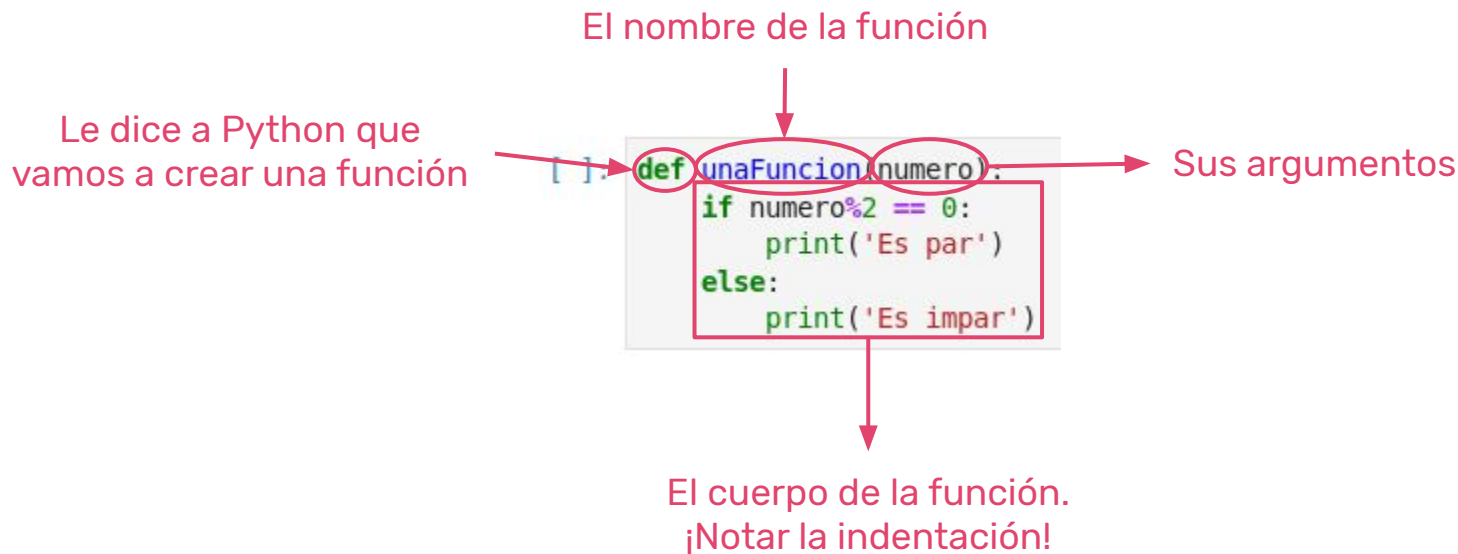 El nombre de la función
Le dice a Python que
vamos a crear una función
[ ]: def unaFuncion(numero):
Sus argumentos
if numero%2 == 0:
print('Es par')
else:
print('Es impar')
El cuerpo de la función.
¡Notar la indentación!